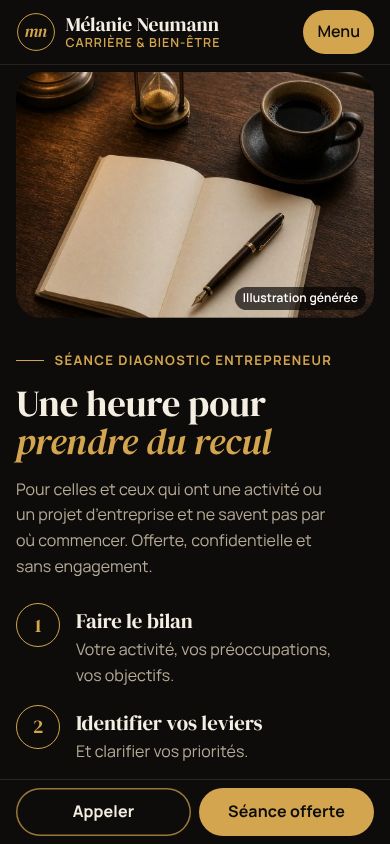 mn
Mélanie Neumann
CARRIÈRE & BIEN-ÊTRE
Menu
Illustration générée
SÉANCE DIAGNOSTIC ENTREPRENEUR
Une heure pour
prendre du recul
Pour celles et ceux qui ont une activité ou
un projet d'entreprise et ne savent pas par
où commencer. Offerte, confidentielle et
sans engagement.
1
Faire le bilan
Votre activité, vos préoccupations,
vos objectifs.
2
Identifier vos leviers
Et clarifier vos priorités.
Appeler
Séance offerte